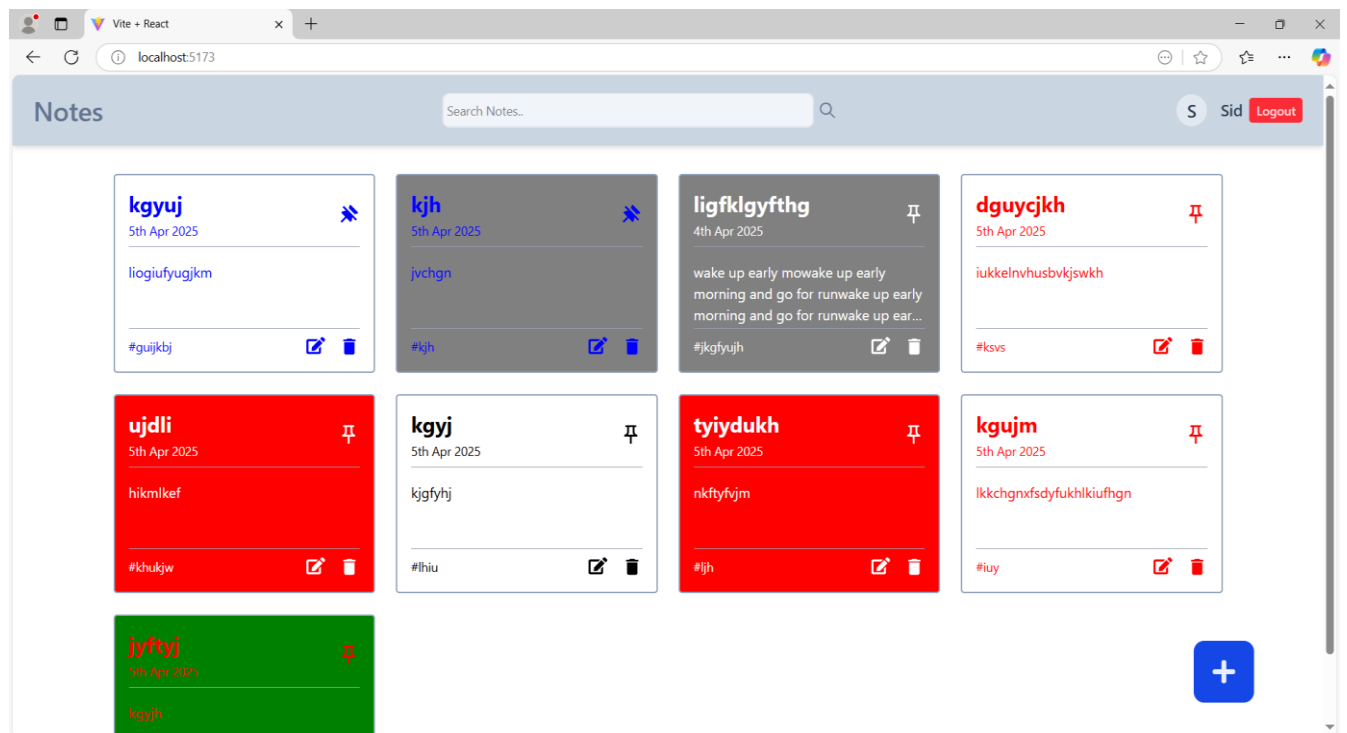 Vite + React
localhost:5173
Notes
Search Notes..
S
Sid
Logout
kgyuj
5th Apr 2025
liogiufyugjkm
#guijkbj
kjh
5th Apr 2025
jvchgn
#kjh
ligfklgyfthg
4th Apr 2025
wake up early mowake up early
morning and go for runwake up early
morning and go for runwake up ear...
#jkgfyujh
dguycjkh
5th Apr 2025
iukkelnvhusbvkjswkh
#ksvs
ujdli
5th Apr 2025
hikmlkef
#khukjw
kgyj
5th Apr 2025
kjgfyhj
#lhiu
tyiydukh
5th Apr 2025
nkftyfvjm
#ljh
kgujm
5th Apr 2025
lkkchgnxfsdyfukhlkiufhgn
#iuy
jyftyj
5th Apr 2025
kgyjh